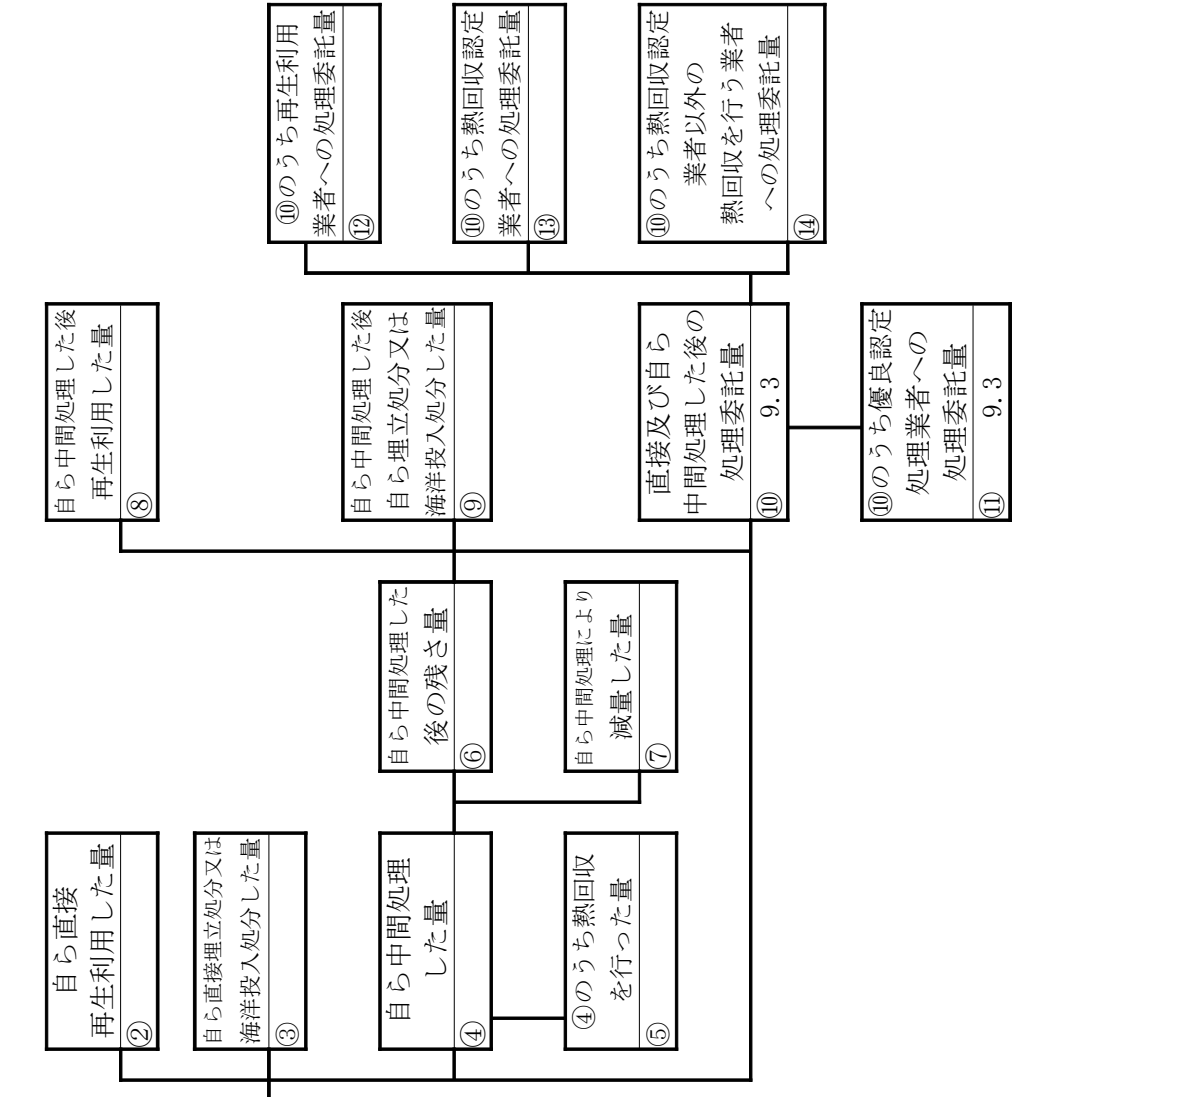 自ら直接
再生利用した量
②
自ら直接埋立処分又は
海洋投入処分した量
③
自ら中間処理
した量
④
④のうち熱回収
を行った量
⑤
自ら中間処理した
後の残さ量
⑥
自ら中間処理により
減量した量
⑦
自ら中間処理した後
再生利用した量
⑧
自ら中間処理した後
自ら埋立処分又は
海洋投入処分した量
⑨
直接及び自ら
中間処理した後の
処理委託量
⑩ 9.3
⑩のうち優良認定
処理業者への
処理委託量
⑪ 9.3
⑩のうち再生利用
業者への処理委託量
⑫
⑩のうち熱回収認定
業者への処理委託量
⑬
⑩のうち熱回収認定
業者以外の
熱回収を行う業者
への処理委託量
⑭